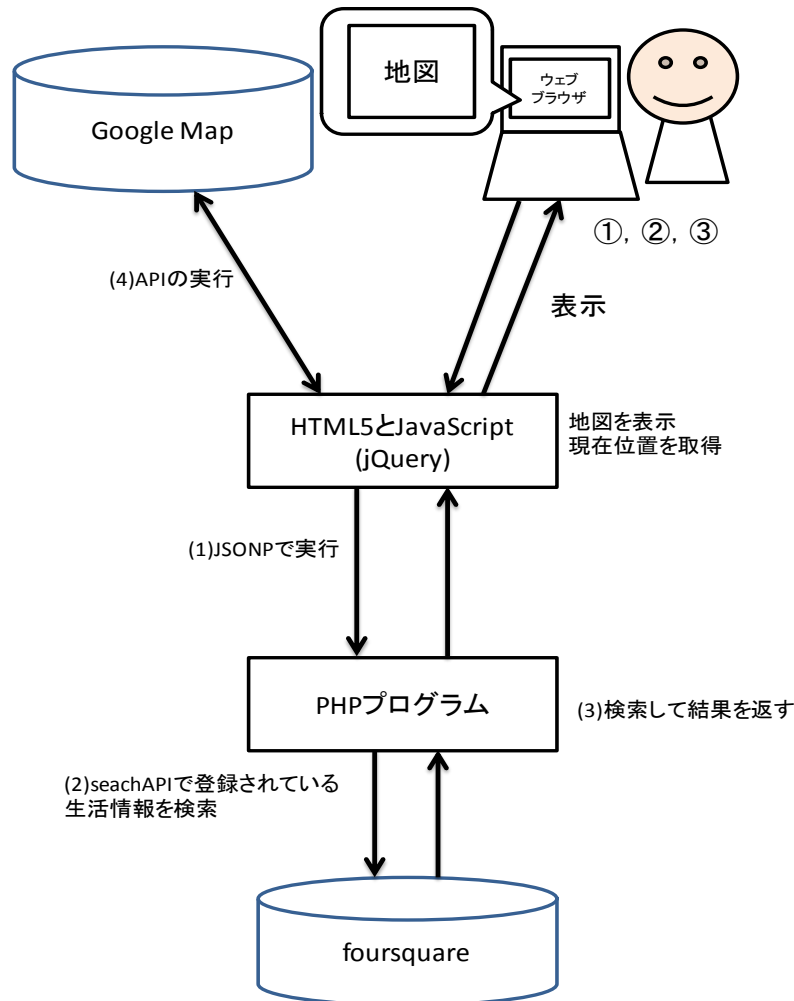 地図
ウェブ
ブラウザ
Google Map
①, ②, ③
(4)APIの実行
表示
HTML5とJavaScript
(jQuery)
地図を表示
現在位置を取得
(1)JSONPで実行
PHPプログラム
(3)検索して結果を返す
(2)seachAPIで登録されている
生活情報を検索
foursquare